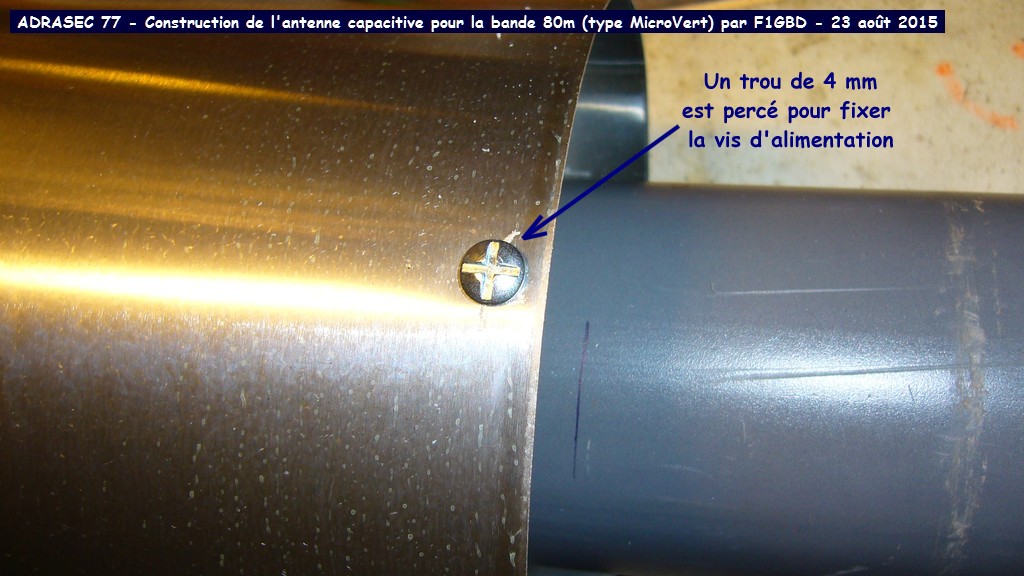 ADRASEC 77 - Construction de l'antenne capacitive pour la bande 80m (type MicroVert) par F1GBD - 23 août 2015
Un trou de 4 mm
est percé pour fixer
la vis d'alimentation